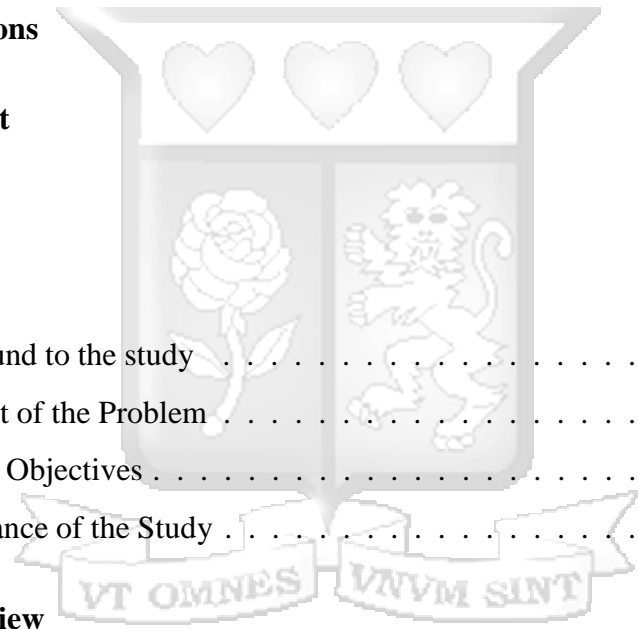 ons
t
und to the study . . . . . . . . . . . . . . . . . .
t of the Problem . . . . . . . . . . . . . . . . . .
Objectives . . . . . . . . . . . . . . . . . . . . .
ance of the Study . . . . . . . . . . . . . . . . . .
VT OMNES VNVM SINT
iew